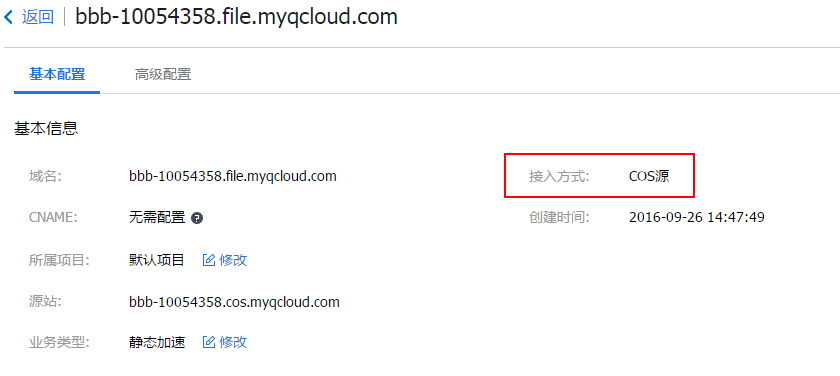 返回 bbb-10054358.file.myqcloud.com
基本配置 高级配置
基本信息
域名: bbb-10054358.file.myqcloud.com 接入方式: COS源
CNAME: 无需配置 ? 创建时间: 2016-09-26 14:47:49
所属项目: 默认项目 修改
源站: bbb-10054358.cos.myqcloud.com
业务类型: 静态加速 修改